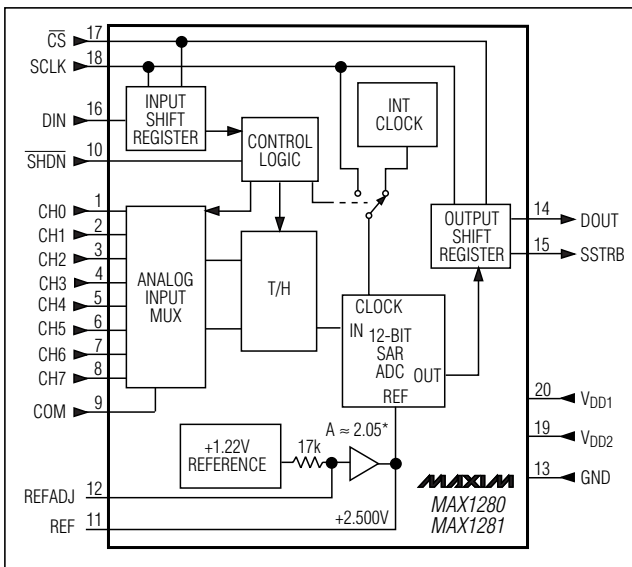 CS 17
SCLK 18
DIN 16
SHDN 10
CH0 1
CH1 2
CH2 3
CH3 4
CH4 5
CH5 6
CH6 7
CH7 8
COM 9
REFADJ 12
REF 11
INPUT
SHIFT
REGISTER
CONTROL
LOGIC
INT
CLOCK
ANALOG
INPUT
MUX
T/H
CLOCK
IN
12-BIT
SAR
ADC
OUT
REF
OUTPUT
SHIFT
REGISTER
14 DOUT
15 SSTRB
20 VDD1
19 VDD2
13 GND
+1.22V
REFERENCE
17k
A ≈ 2.05*
+2.500V
MAXIM
MAX1280
MAX1281